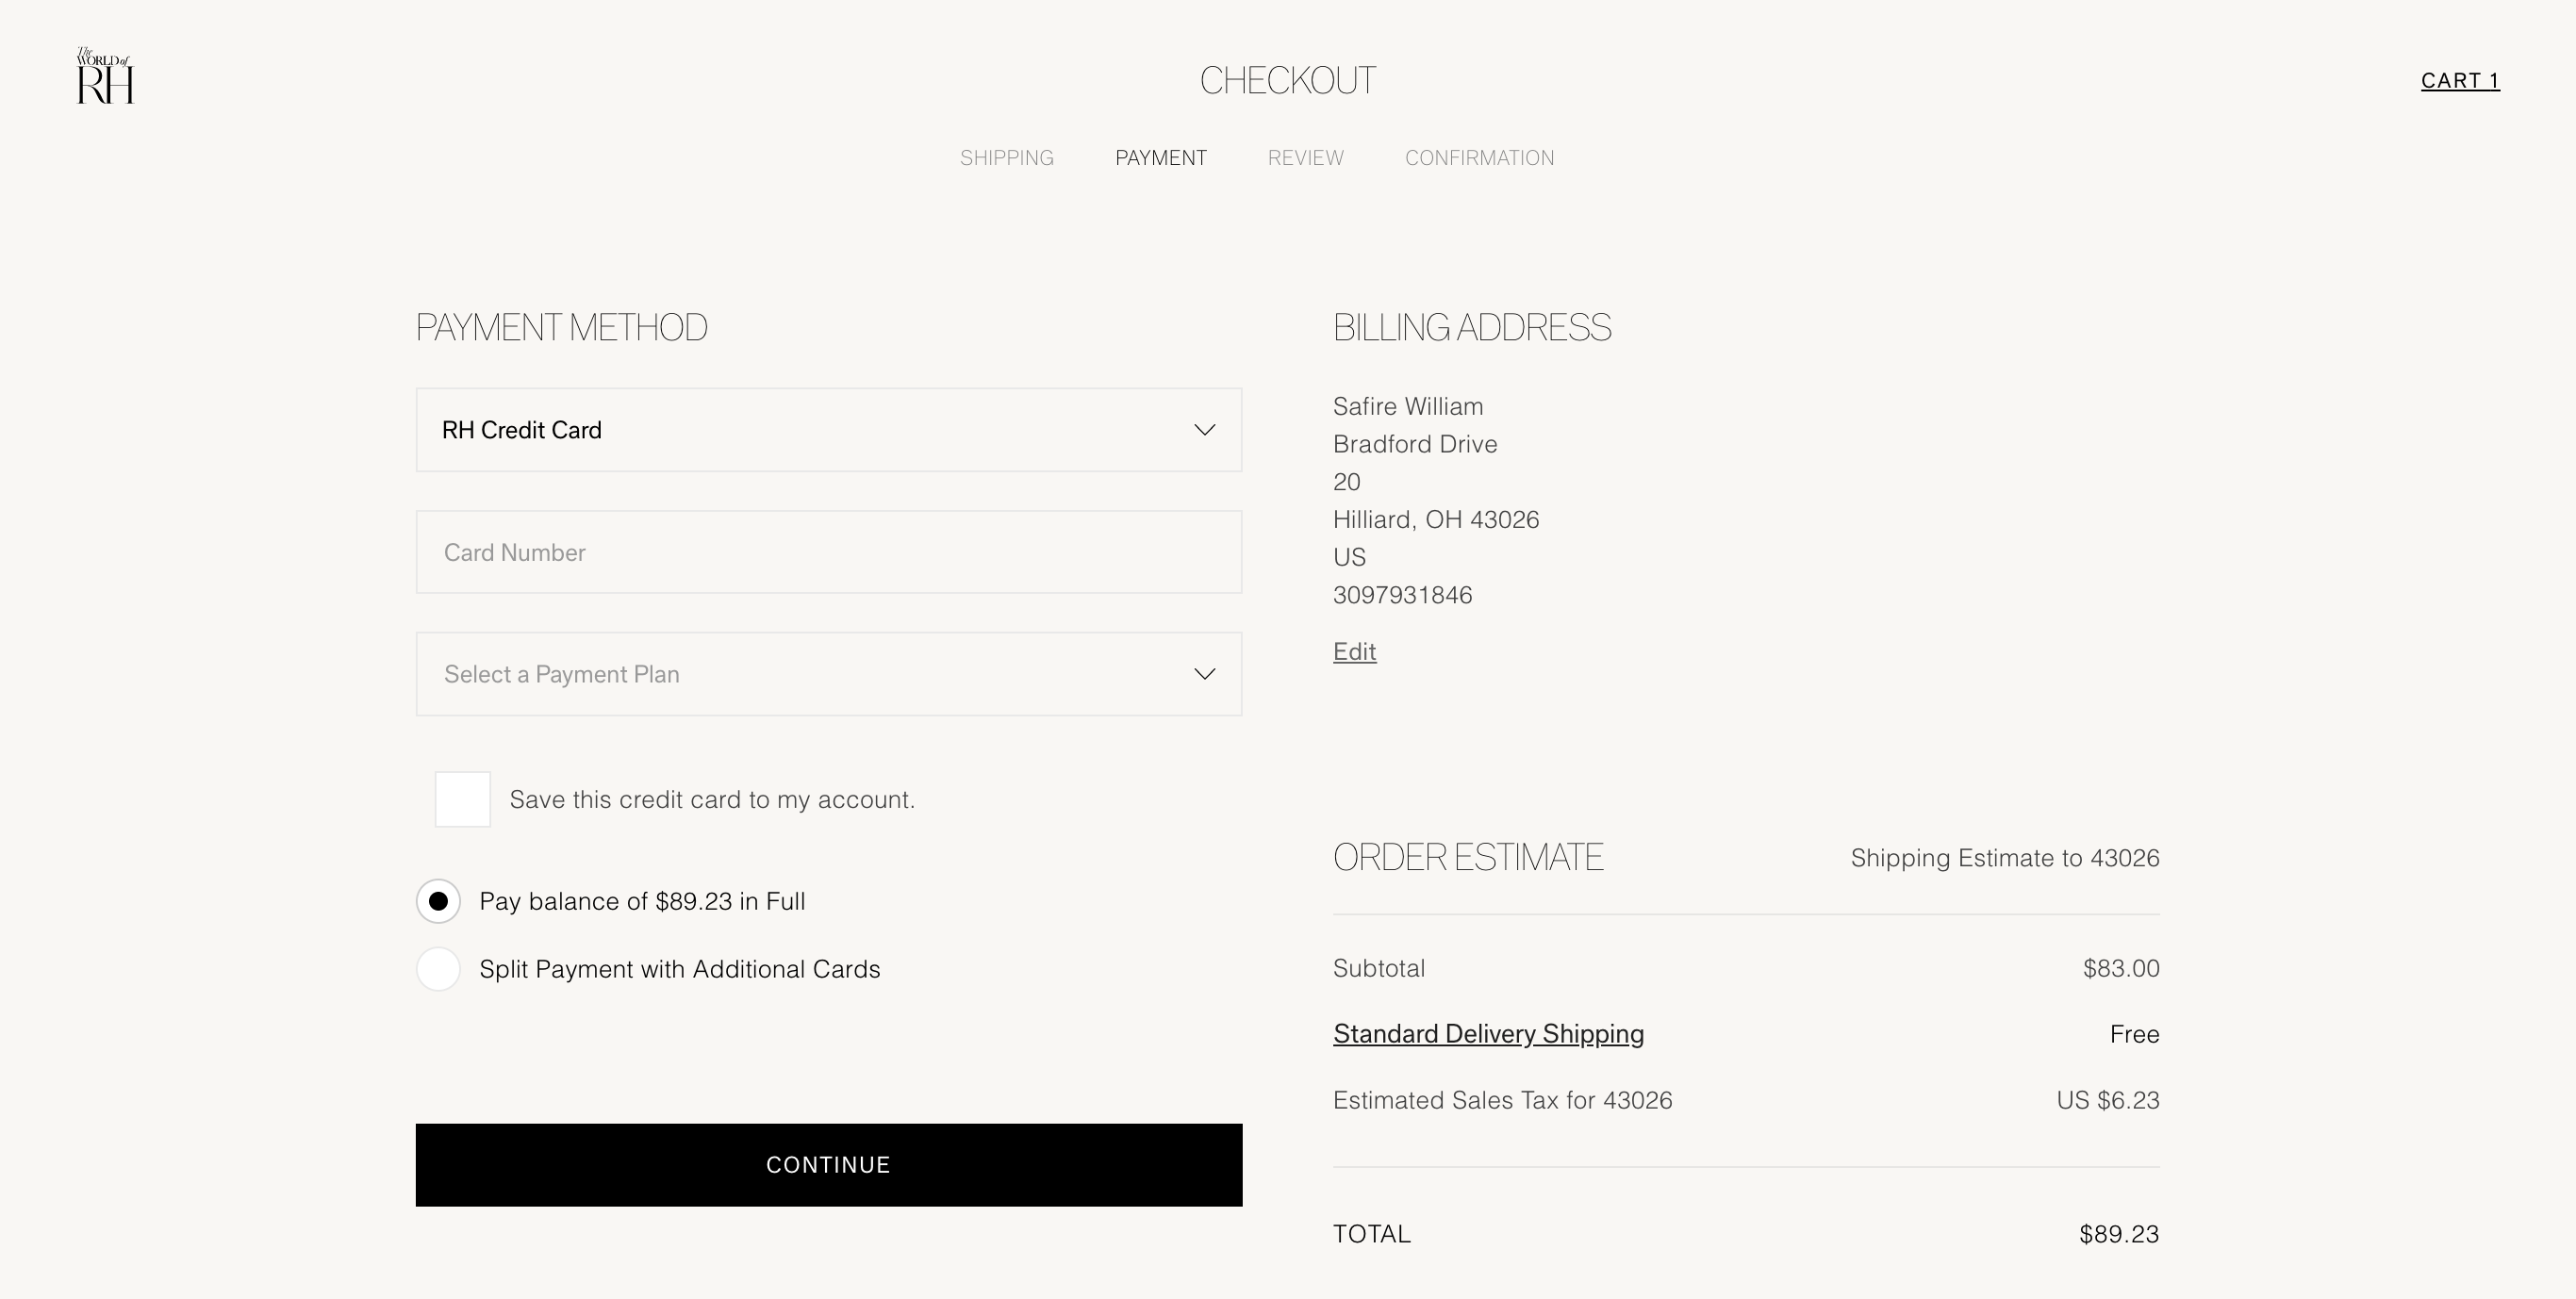 The
WORLD of
RH
CHECKOUT
CART 1
SHIPPING PAYMENT REVIEW CONFIRMATION
PAYMENT METHOD
RH Credit Card
Card Number
Select a Payment Plan
Save this credit card to my account.
Pay balance of $89.23 in Full
Split Payment with Additional Cards
CONTINUE
BILLING ADDRESS
Safire William
Bradford Drive
20
Hilliard, OH 43026
US
3097931846
Edit
ORDER ESTIMATE Shipping Estimate to 43026
Subtotal $83.00
Standard Delivery Shipping Free
Estimated Sales Tax for 43026 US $6.23
TOTAL $89.23